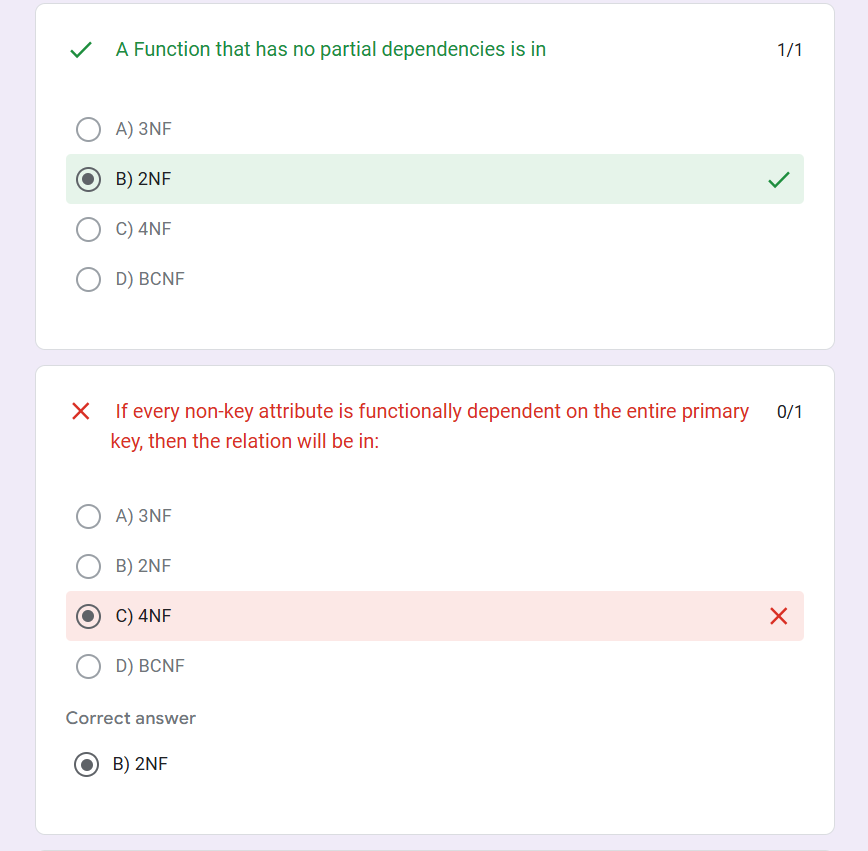 A Function that has no partial dependencies is in
1/1
A) 3NF
B) 2NF
C) 4NF
D) BCNF
If every non-key attribute is functionally dependent on the entire primary
0/1
key, then the relation will be in:
A) 3NF
B) 2NF
C) 4NF
D) BCNF
Correct answer
B) 2NF